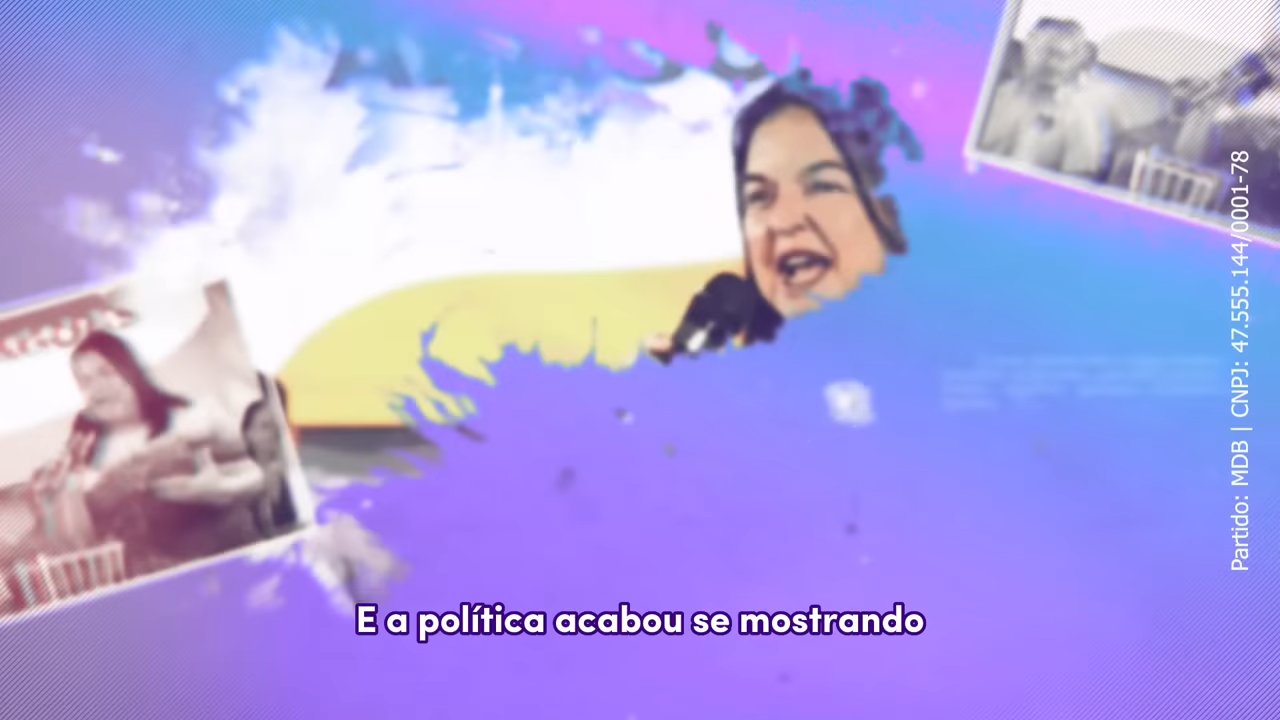 Partido: MDB | CNPJ: 47.555.144/0001-78
E a política acabou se mostrando